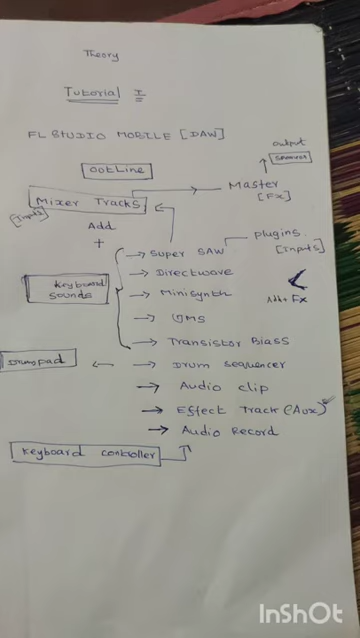 Theory
Tutorial I
FL STUDIO MOBILE [DAW]
OUTLine
output
Speakers
Mixer Tracks
[Inputs]
Master
[Fx]
Add
+
Keyboard
Sounds
Super SAW
plugins
[Inputs]
Directwave
Minisynth
Add Fx
GMS
Transistor Biass
Drumpad
Drum sequencer
Audio clip
Effect Track (Aux)
Audio Record
Keyboard controller
InShOt